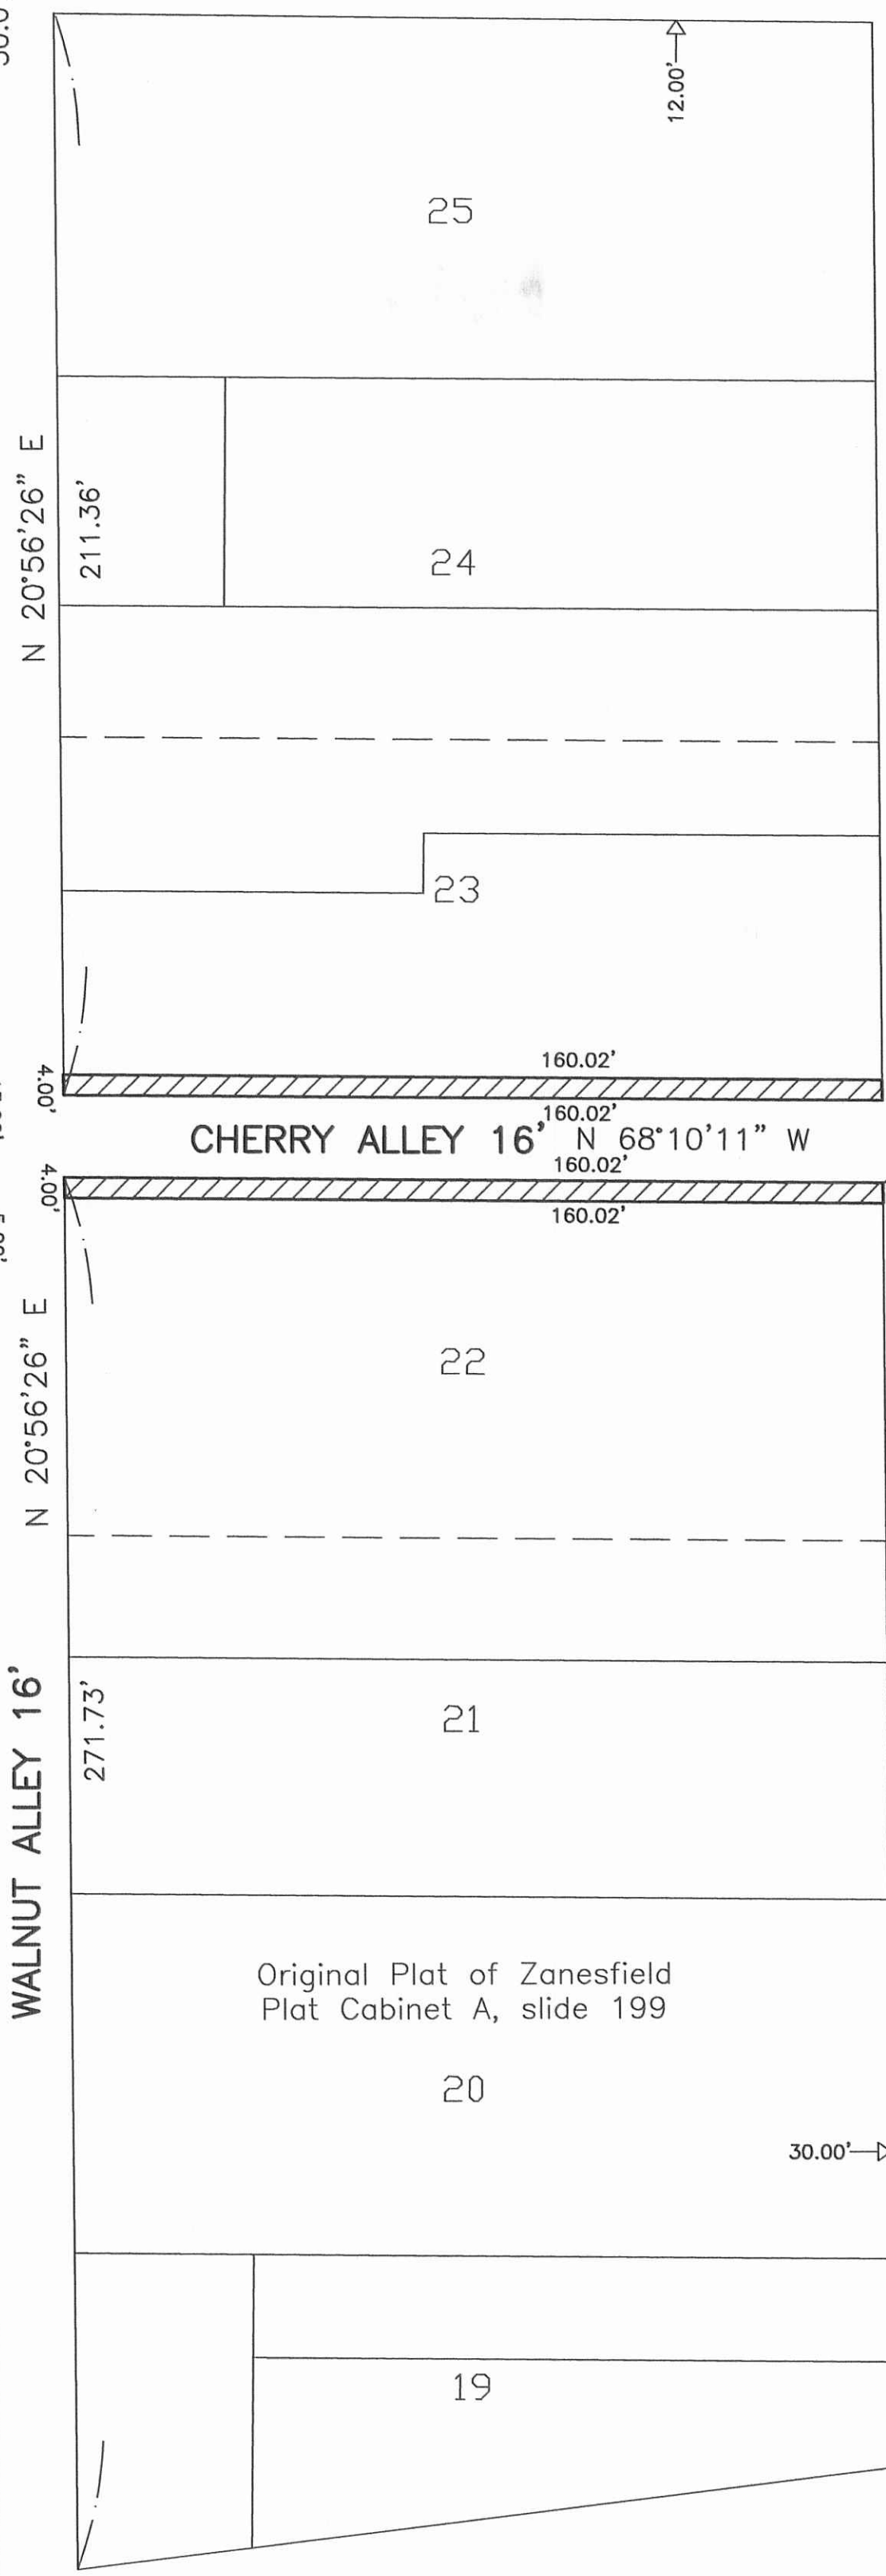 12.00'
25
N 20°56'26" E
211.36'
24
23
160.02'
4.00'
160.02'
CHERRY ALLEY 16' N 68°10'11" W
160.02'
4.00'
160.02'
N 20°56'26" E
22
WALNUT ALLEY 16'
271.73'
21
Original Plat of Zanesfield
Plat Cabinet A, slide 199
20
30.00'
19